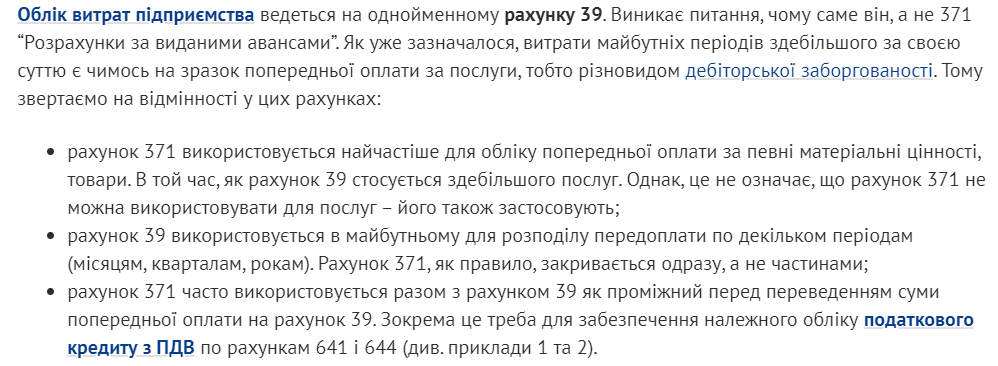 Облік витрат підприємства ведеться на однойменному рахунку 39. Виникає питання, чому саме він, а не 371
“Розрахунки за виданими авансами”. Як уже зазначалося, витрати майбутніх періодів здебільшого за своєю
суттю є чимось на зразок попередньої оплати за послуги, тобто різновидом дебіторської заборгованості. Тому
звертаємо на відмінності у цих рахунках:
• рахунок 371 використовується найчастіше для обліку попередньої оплати за певні матеріальні цінності,
товари. В той час, як рахунок 39 стосується здебільшого послуг. Однак, це не означає, що рахунок 371 не
можна використовувати для послуг – його також застосовують;
• рахунок 39 використовується в майбутньому для розподілу передоплати по декільком періодам
(місяцям, кварталам, рокам). Рахунок 371, як правило, закривається одразу, а не частинами;
• рахунок 371 часто використовується разом з рахунком 39 як проміжний перед переведенням суми
попередньої оплати на рахунок 39. Зокрема це треба для забезпечення належного обліку податкового
кредиту з ПДВ по рахункам 641 і 644 (див. приклади 1 та 2).